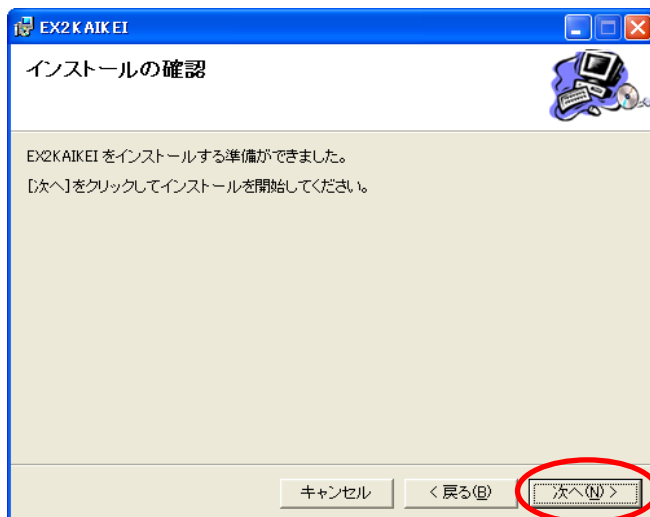 EX2KAIKEI
インストールの確認
EX2KAIKEI をインストールする準備ができました。
[次へ]をクリックしてインストールを開始してください。
キャンセル
< 戻る(B)
次へ(N) >